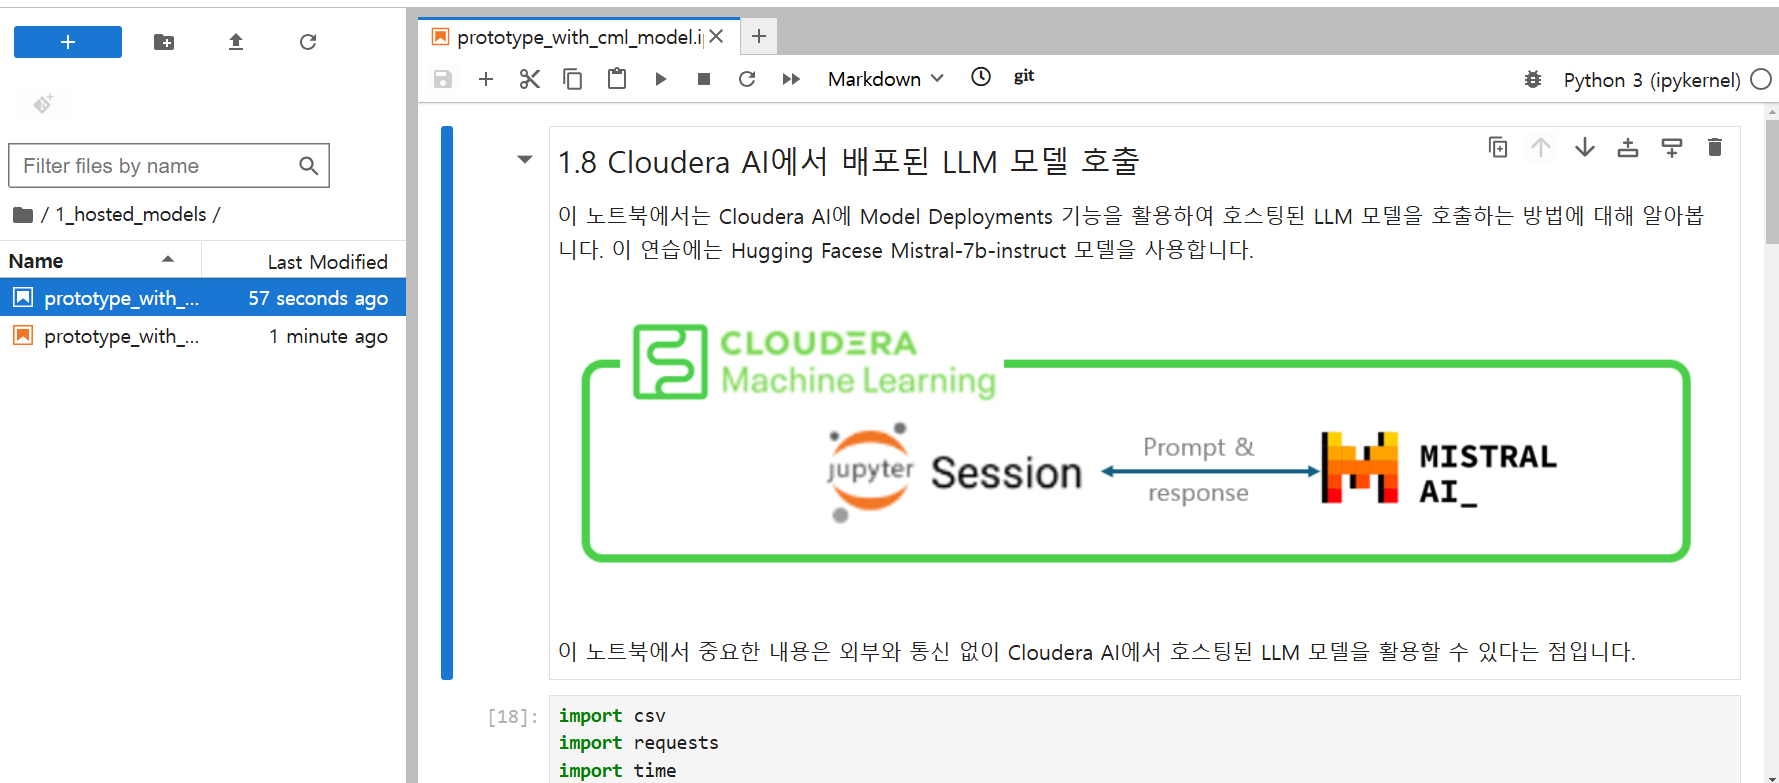 prototype_with_cml_model.i
Markdown
git
Python 3 (ipykernel)
Filter files by name
/ 1_hosted_models /
Name
Last Modified
prototype_with_...
57 seconds ago
prototype_with_...
1 minute ago
1.8 Cloudera AI에서 배포된 LLM 모델 호출
이 노트북에서는 Cloudera AI에 Model Deployments 기능을 활용하여 호스팅된 LLM 모델을 호출하는 방법에 대해 알아봅
니다. 이 연습에는 Hugging Facese Mistral-7b-instruct 모델을 사용합니다.
CLOUDERA
Machine Learning
jupyter Session
Prompt &
response
MISTRAL
AI_
이 노트북에서 중요한 내용은 외부와 통신 없이 Cloudera AI에서 호스팅된 LLM 모델을 활용할 수 있다는 점입니다.
[18]:
import csv
import requests
import time